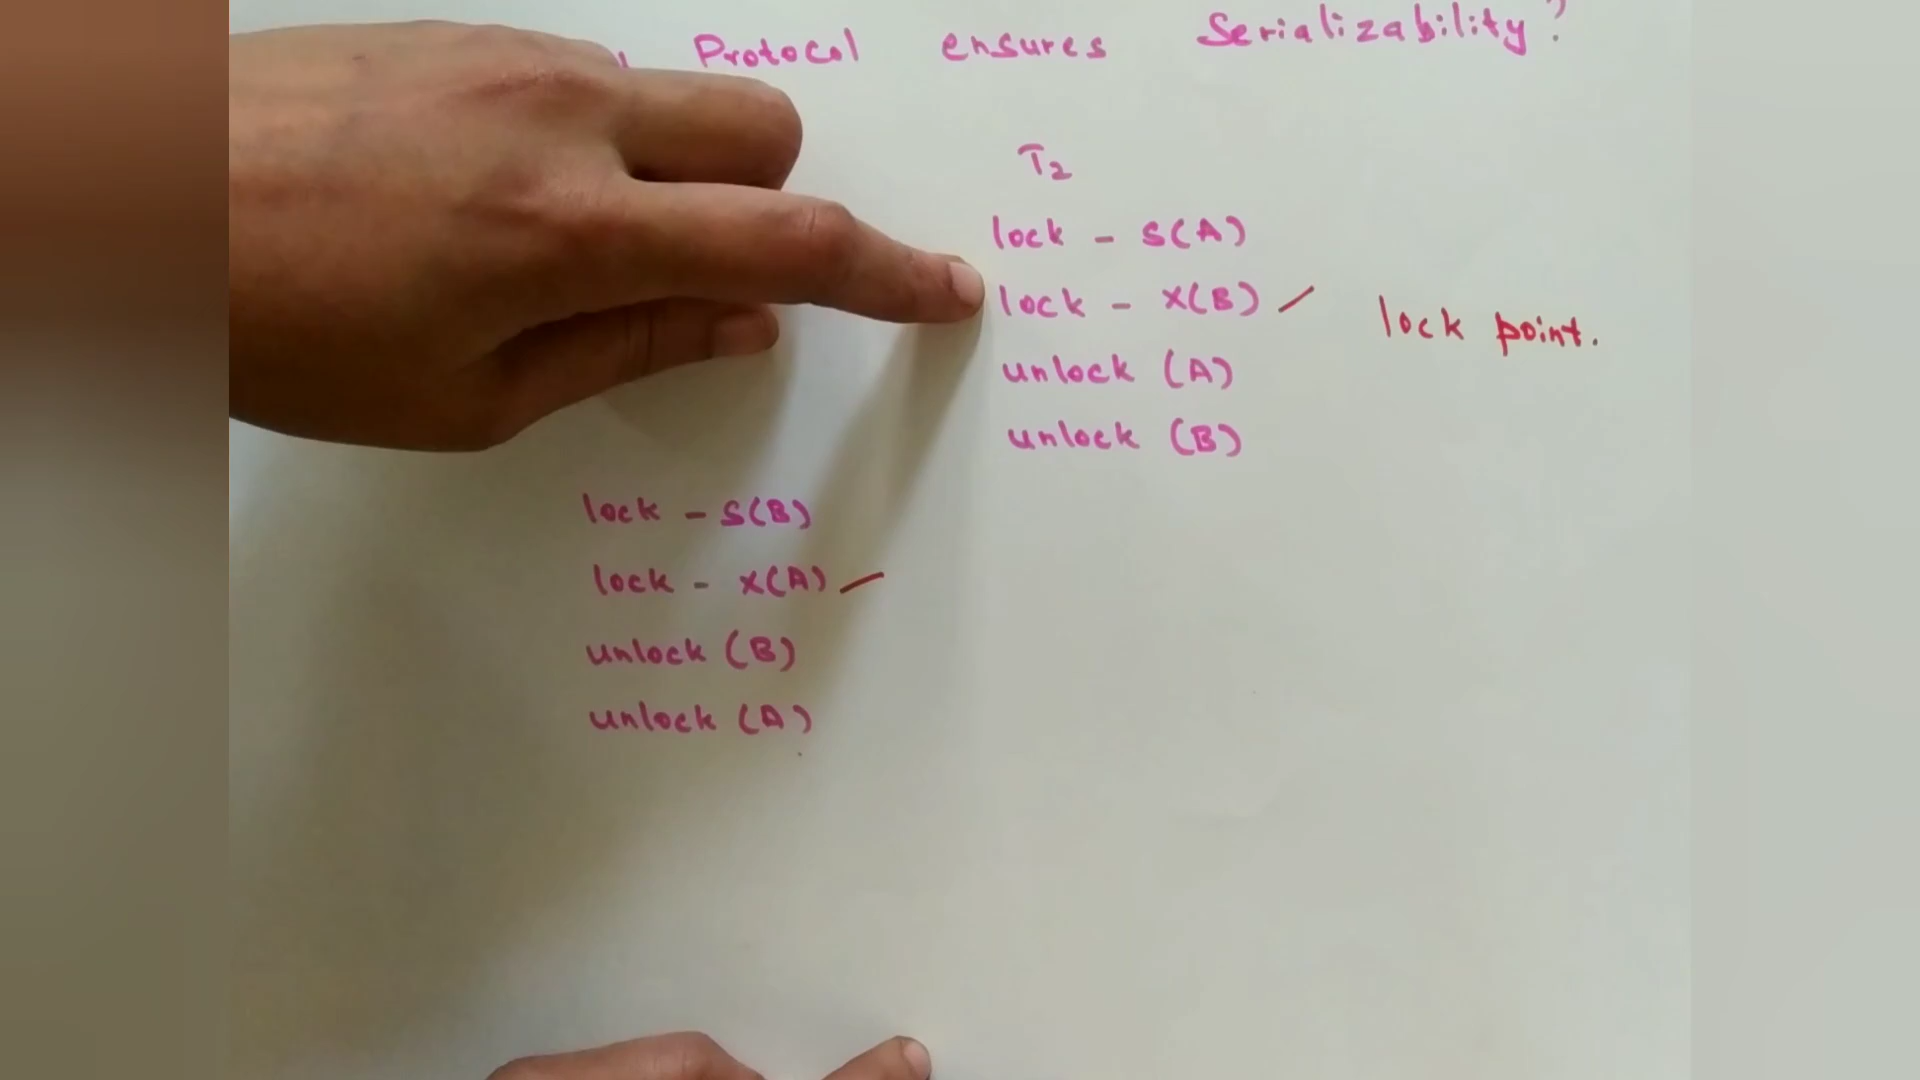 Protocol ensures Serializability?
T2
lock - S(A)
lock - X(B)
lock point.
unlock (A)
unlock (B)
lock - S(B)
lock - X(A)
unlock (B)
unlock (A)